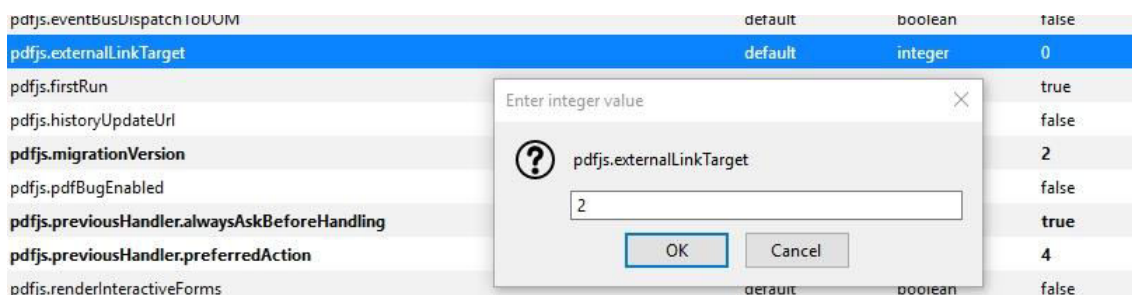 pdfjs.eventBusDispatchToDOM default boolean false
pdfjs.externalLinkTarget default integer 0
pdfjs.firstRun true
Enter integer value
pdfjs.historyUpdateUrl false
pdfjs.migrationVersion 2
pdfjs.externalLinkTarget
pdfjs.pdfBugEnabled false
2
pdfjs.previousHandler.alwaysAskBeforeHandling true
OK Cancel
pdfjs.previousHandler.preferredAction 4
pdfjs.renderInteractiveForms default boolean false